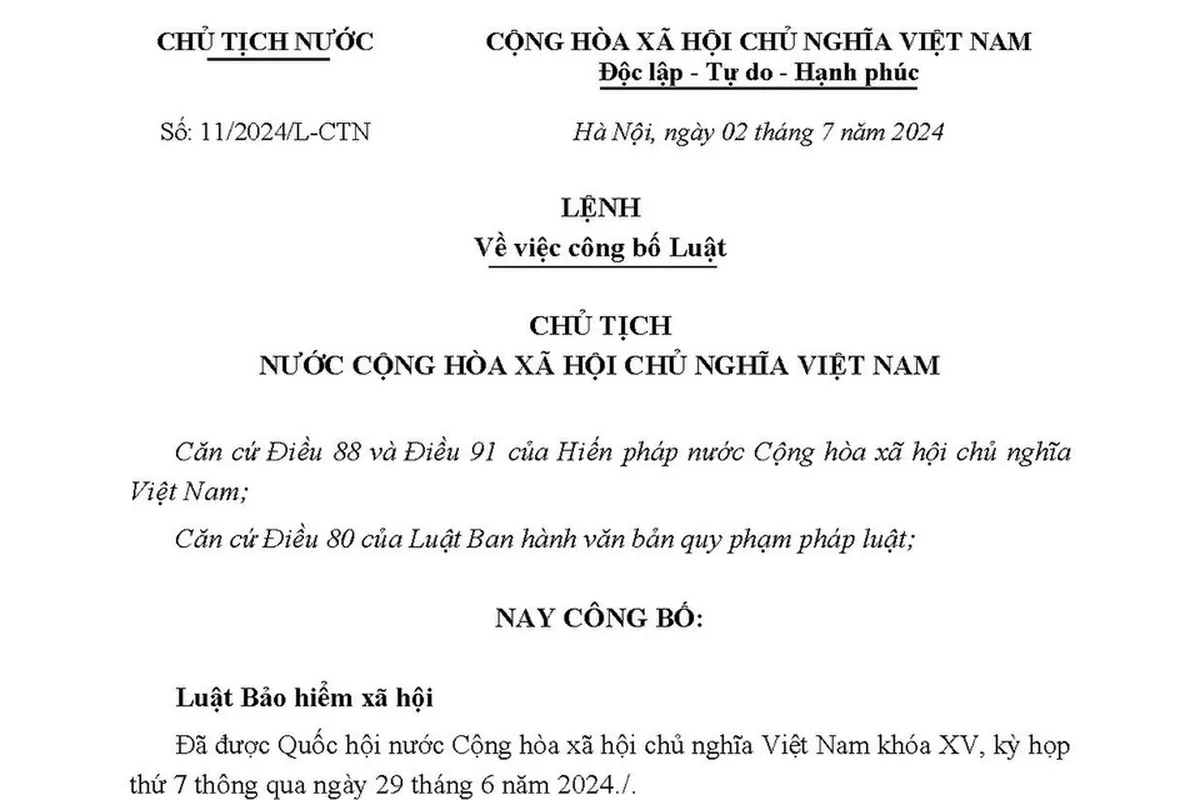 CHỦ TỊCH NƯỚC
CỘNG HÒA XÃ HỘI CHỦ NGHĨA VIỆT NAM
Độc lập - Tự do - Hạnh phúc
Số: 11/2024/L-CTN
Hà Nội, ngày 02 tháng 7 năm 2024
LỆNH
Về việc công bố Luật
CHỦ TỊCH
NƯỚC CỘNG HÒA XÃ HỘI CHỦ NGHĨA VIỆT NAM
Căn cứ Điều 88 và Điều 91 của Hiến pháp nước Cộng hòa xã hội chủ nghĩa
Việt Nam;
Căn cứ Điều 80 của Luật Ban hành văn bản quy phạm pháp luật;
NAY CÔNG BỐ:
Luật Bảo hiểm xã hội
Đã được Quốc hội nước Cộng hòa xã hội chủ nghĩa Việt Nam khóa XV, kỳ họp
thứ 7 thông qua ngày 29 tháng 6 năm 2024./.